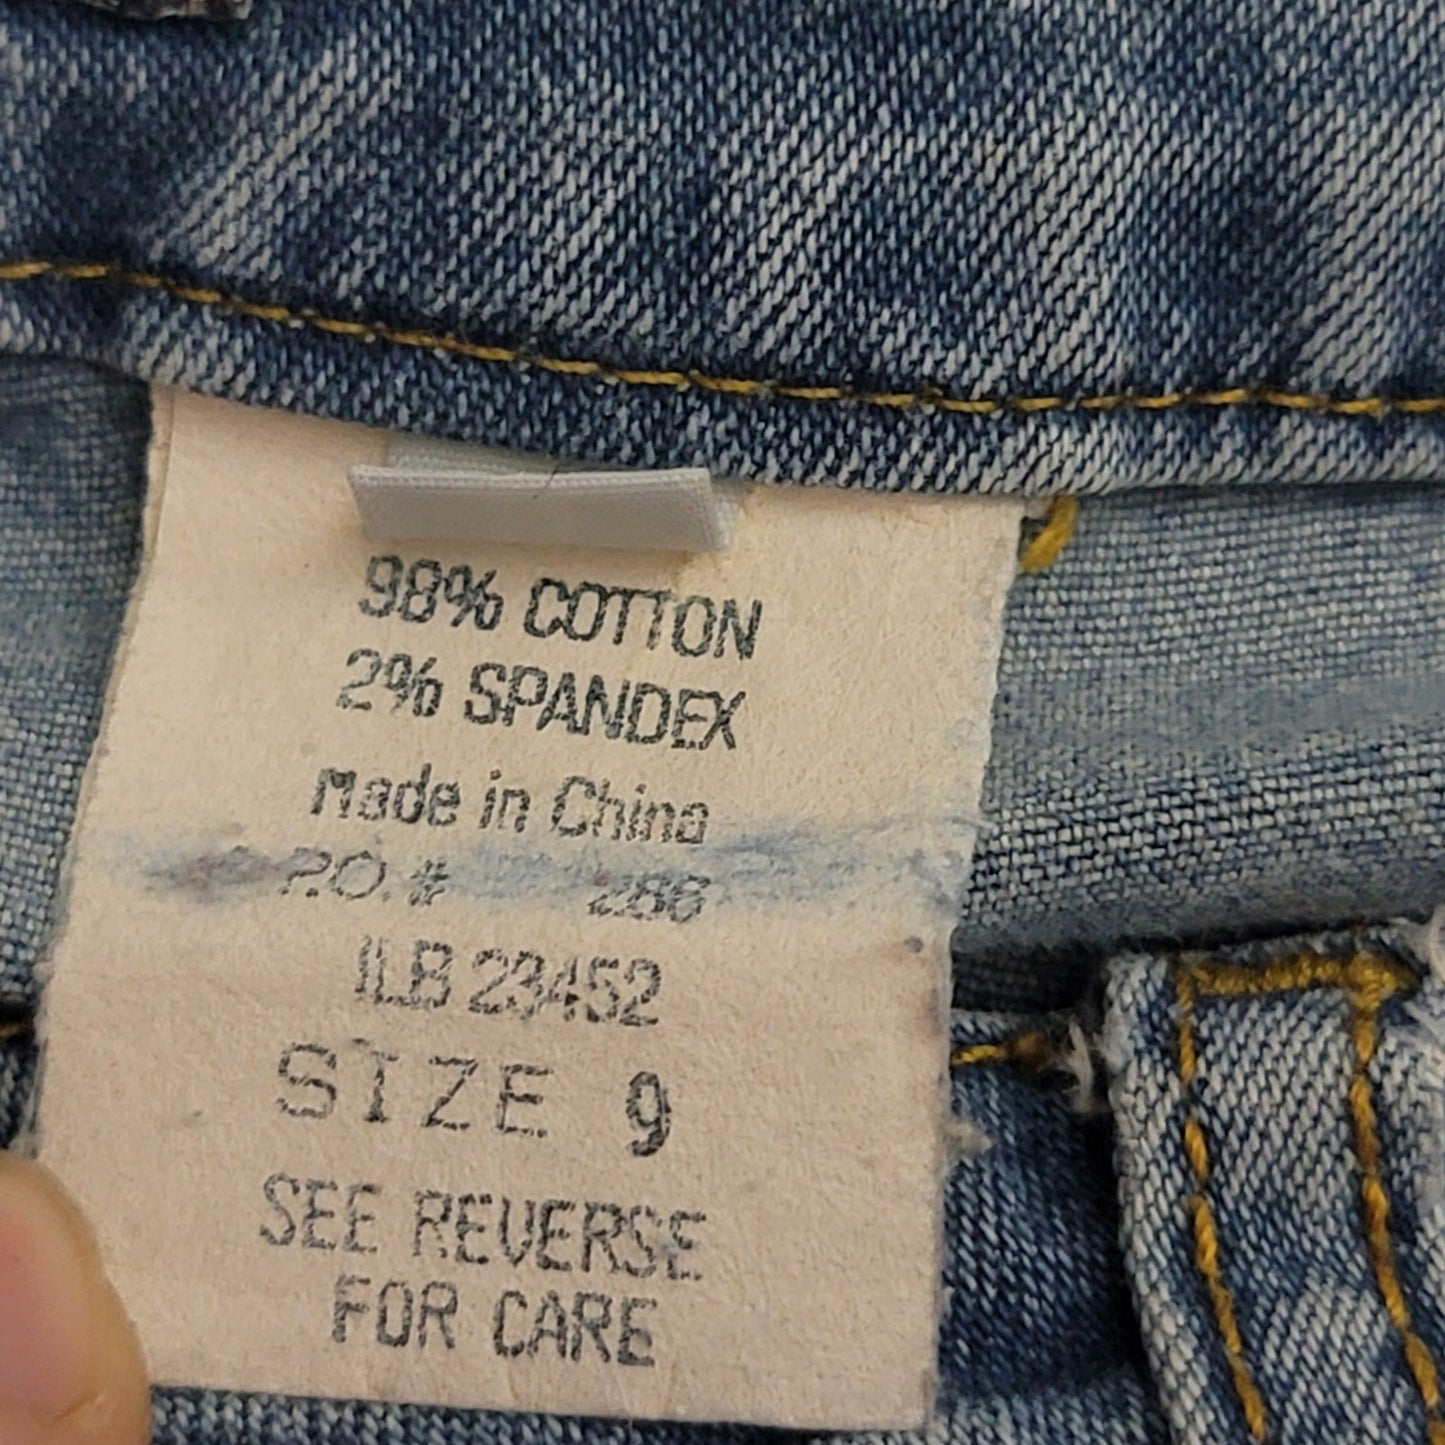 98% COTTON
2% SPANDEX
Made in China
P.O.# 286
ILB 23452
SIZE 9
SEE REVERSE
FOR CARE